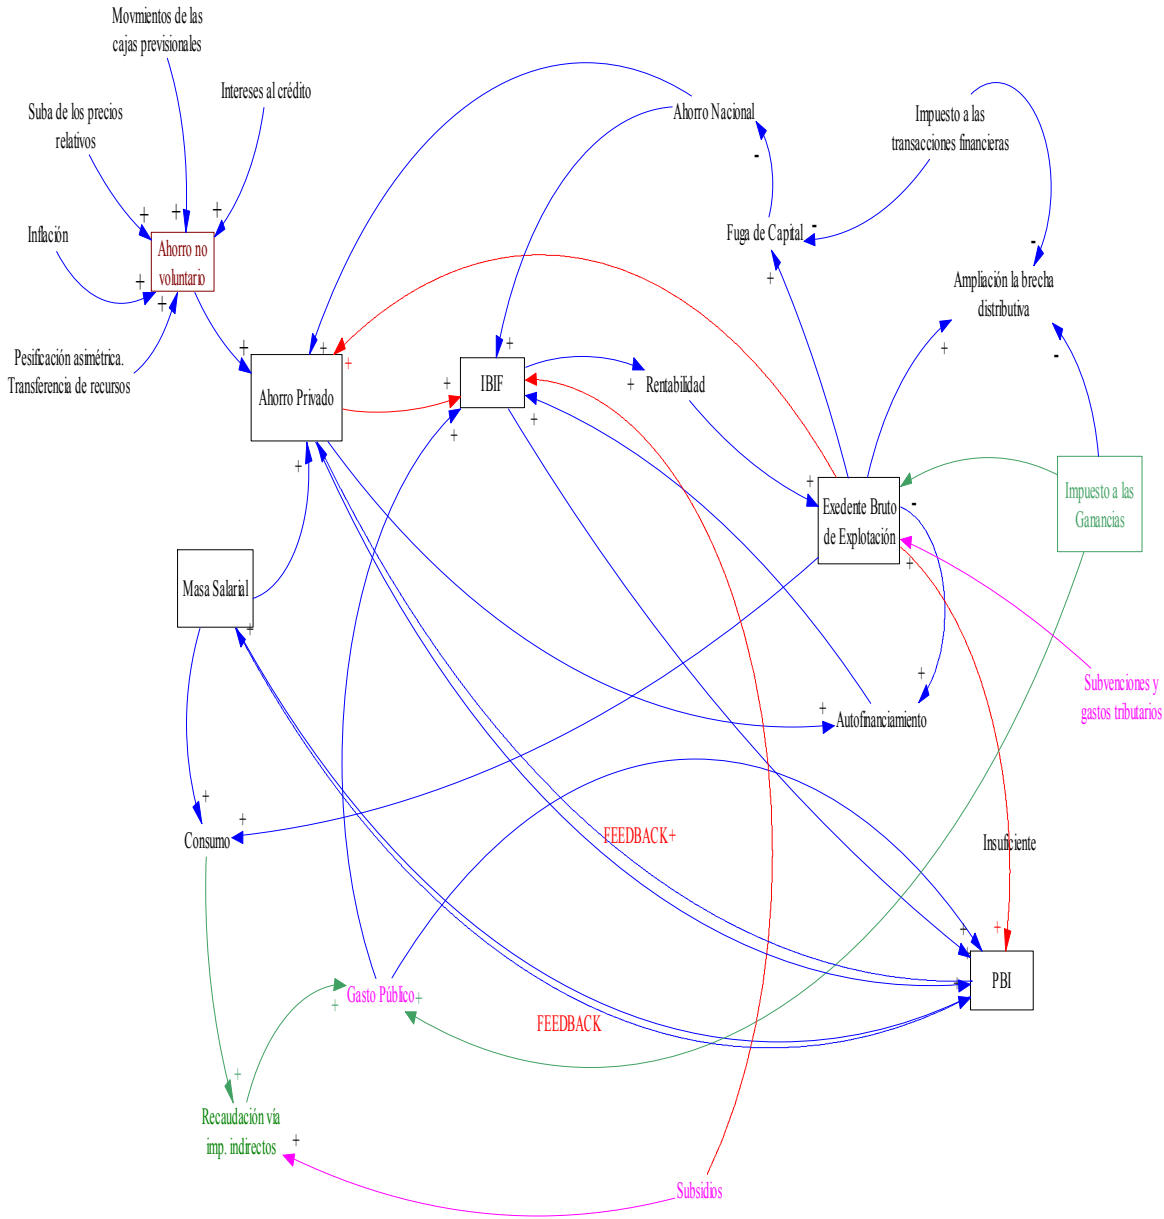 Movmientos de las
cajas previsionales
Intereses al crédito
Suba de los precios
relativos
Inflación
Ahorro no
voluntario
Pesificación asimétrica.
Transferencia de recursos
Ahorro Nacional
Impuesto a las
transacciones financieras
Fuga de Capital
Ampliación la brecha
distributiva
Ahorro Privado
IBIF
Rentabilidad
Exedente Bruto
de Explotación
Impuesto a las
Ganancias
Masa Salarial
Subvenciones y
gastos tributarios
Autofinanciamiento
Consumo
FEEDBACK+
Insuficiente
PBI
Gasto Público
FEEDBACK
Recaudación vía
imp. indirectos
Subsidios